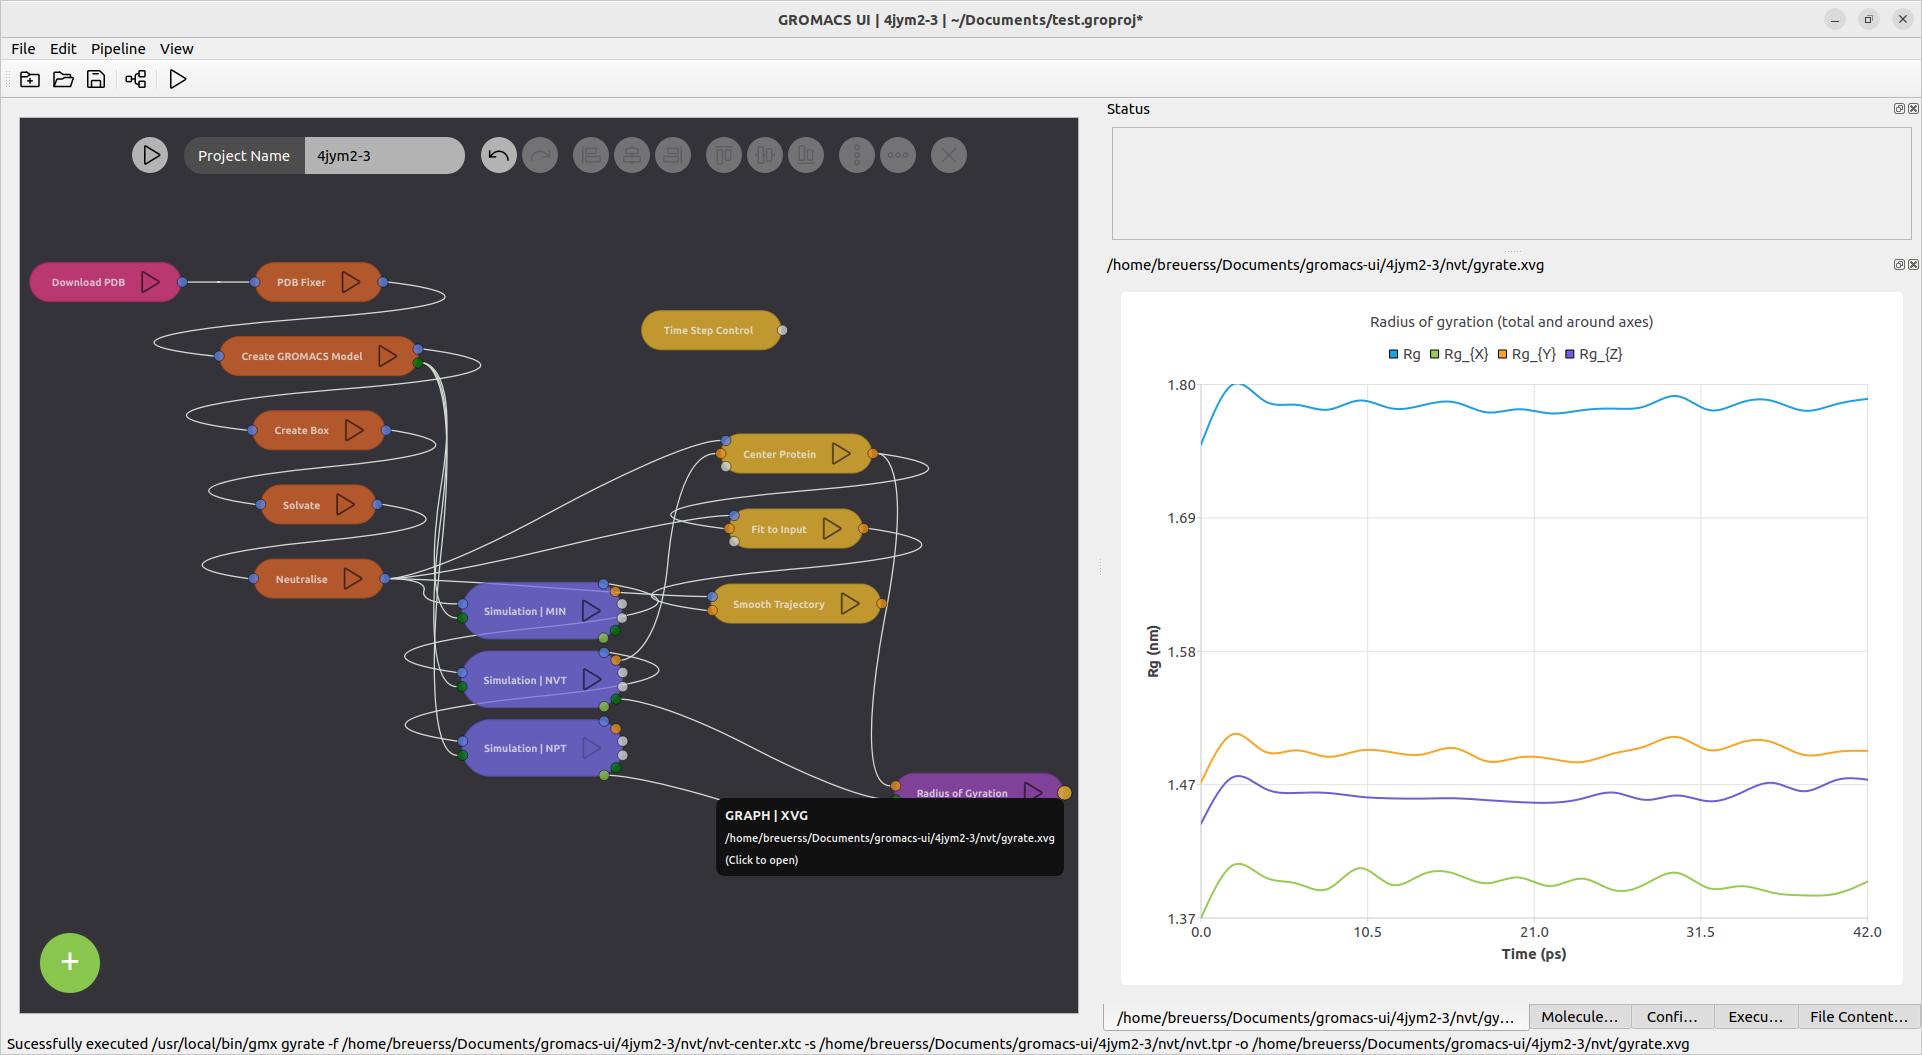 GROMACS UI | 4jym2-3 | ~/Documents/test.groproj*
File Edit Pipeline View
Project Name 4jym2-3
Download PDB
PDB Fixer
Create GROMACS Model
Create Box
Solvate
Neutralise
Time Step Control
Center Protein
Fit to Input
Smooth Trajectory
Simulation | MIN
Simulation | NVT
Simulation | NPT
Radius of Gyration
GRAPH | XVG
/home/breuerss/Documents/gromacs-ui/4jym2-3/nvt/gyrate.xvg
(Click to open)
+
Status
/home/breuerss/Documents/gromacs-ui/4jym2-3/nvt/gyrate.xvg
Radius of gyration (total and around axes)
Rg Rg_{X} Rg_{Y} Rg_{Z}
1.80
1.69
1.58
1.47
1.37
Rg (nm)
0.0 10.5 21.0 31.5 42.0
Time (ps)
/home/breuerss/Documents/gromacs-ui/4jym2-3/nvt/gy... Molecule... Confi... Execu... File Content...
Sucessfully executed /usr/local/bin/gmx gyrate -f /home/breuerss/Documents/gromacs-ui/4jym2-3/nvt/nvt-center.xtc -s /home/breuerss/Documents/gromacs-ui/4jym2-3/nvt/nvt.tpr -o /home/breuerss/Documents/gromacs-ui/4jym2-3/nvt/gyrate.xvg